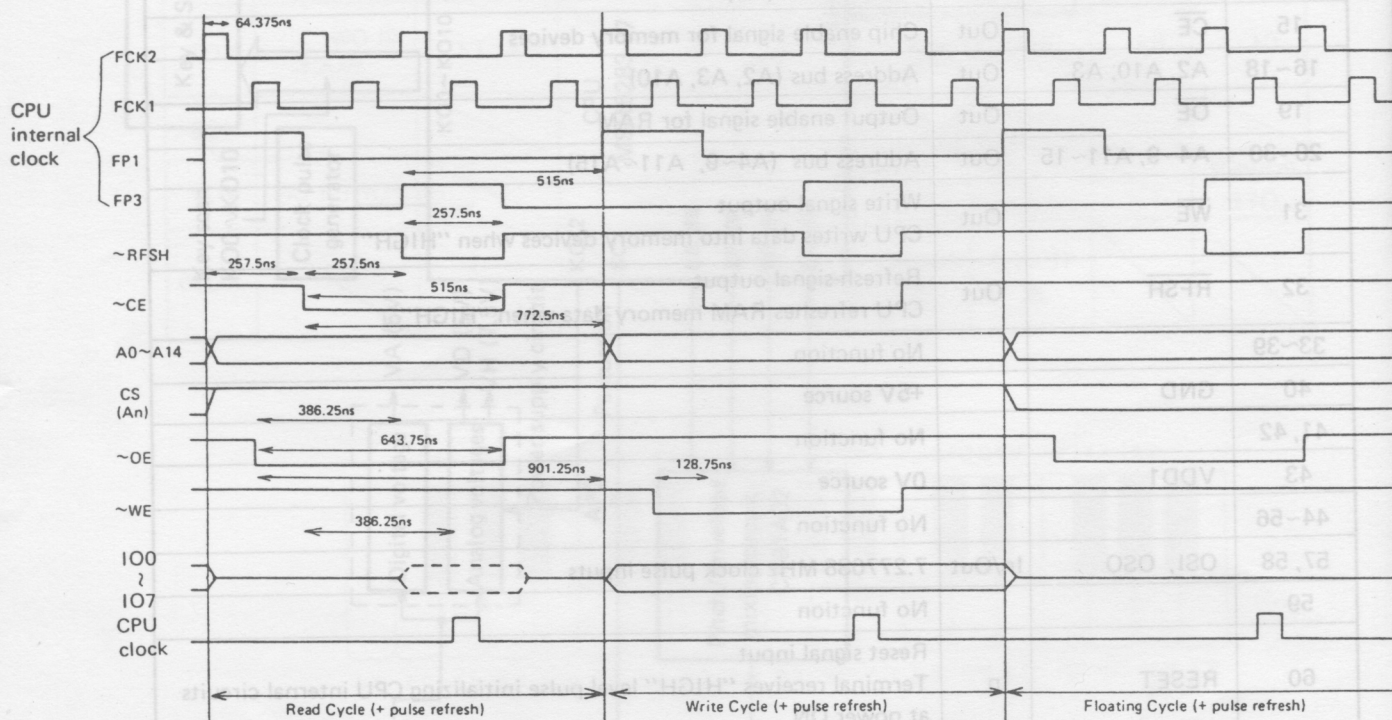 64.375ns
FCK2
FCK1
CPU
internal
clock
FP1
515ns
FP3
257.5ns
~RFSH
257.5ns 257.5ns
515ns
~CE
772.5ns
A0~A14
CS
(An)
386.25ns
643.75ns
~OE
901.25ns 128.75ns
~WE
386.25ns
IO0
~
IO7
CPU
clock
Read Cycle (+ pulse refresh) Write Cycle (+ pulse refresh) Floating Cycle (+ pulse refresh)
15 CE Out Chip enable signal for memory devices
16~18 A2, A10, A3 Out Address bus (A2, A3, A10)
19 OE Out Output enable signal for RAM
20~30 A4~9, A11~15 Out Address bus (A4~9, A11~A15)
31 WE Out Write signal output
CPU writes data into memory devices when "HIGH"
32 RFSH Out Refresh signal output
CPU refreshes RAM memory data when "HIGH"
33~39 No function
40 GND +5V source
41, 42 No function
43 VDD1 0V source
44~56 No function
57, 58 OSI, OSO In/Out clock pulse inputs
59 No function
60 RESET In Reset signal input
Terminal receives "HIGH" level pulse initializing CPU internal circuits
at power ON